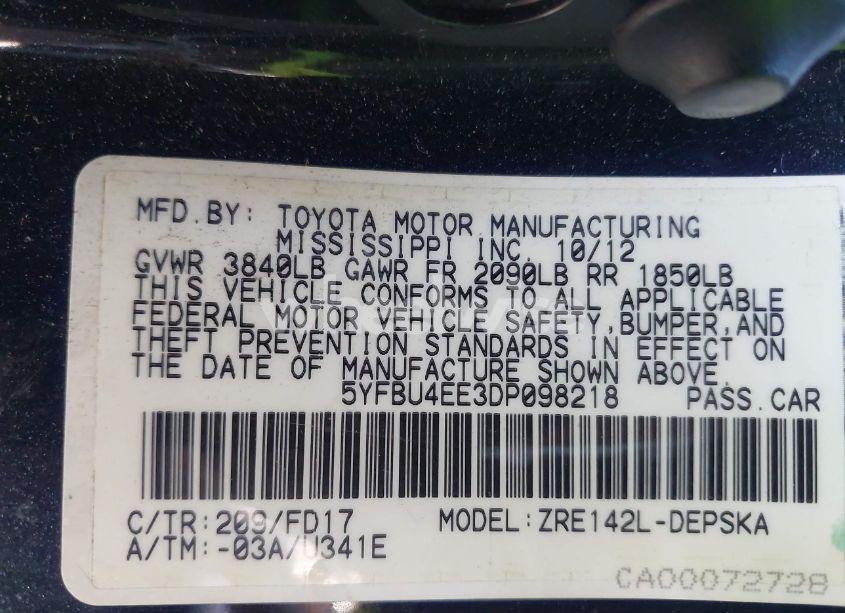 MFD.BY: TOYOTA MOTOR MANUFACTURING
MISSISSIPPI INC. 10/12
GVWR 3840LB GAWR FR 2090LB RR 1850LB
THIS VEHICLE CONFORMS TO ALL APPLICABLE
FEDERAL MOTOR VEHICLE SAFETY,BUMPER,AND
THEFT PREVENTION STANDARDS IN EFFECT ON
THE DATE OF MANUFACTURE SHOWN ABOVE.
5YFBU4EE3DP098218 PASS.CAR
C/TR:209/FD17 MODEL:ZRE142L-DEPSKA
A/TM:-03A/U341E
CA00072728